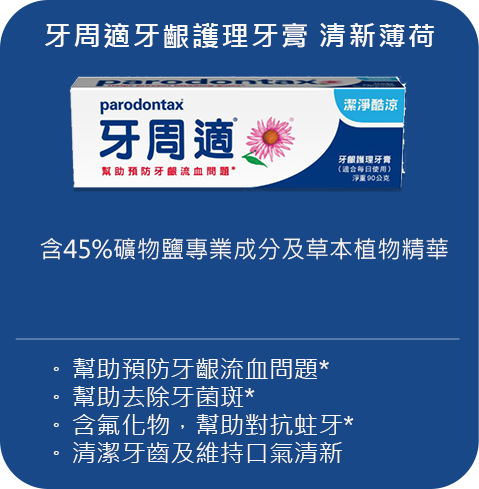 牙周適牙齦護理牙膏 清新薄荷
parodontax
parodontax
潔淨酷涼
牙周適
幫助預防牙齦流血問題*
牙齦護理牙膏
(適合每日使用)
淨重90公克
含45%礦物鹽專業成分及草本植物精華
。幫助預防牙齦流血問題*
。幫助去除牙菌斑*
。含氟化物，幫助對抗蛀牙*
。清潔牙齒及維持口氣清新